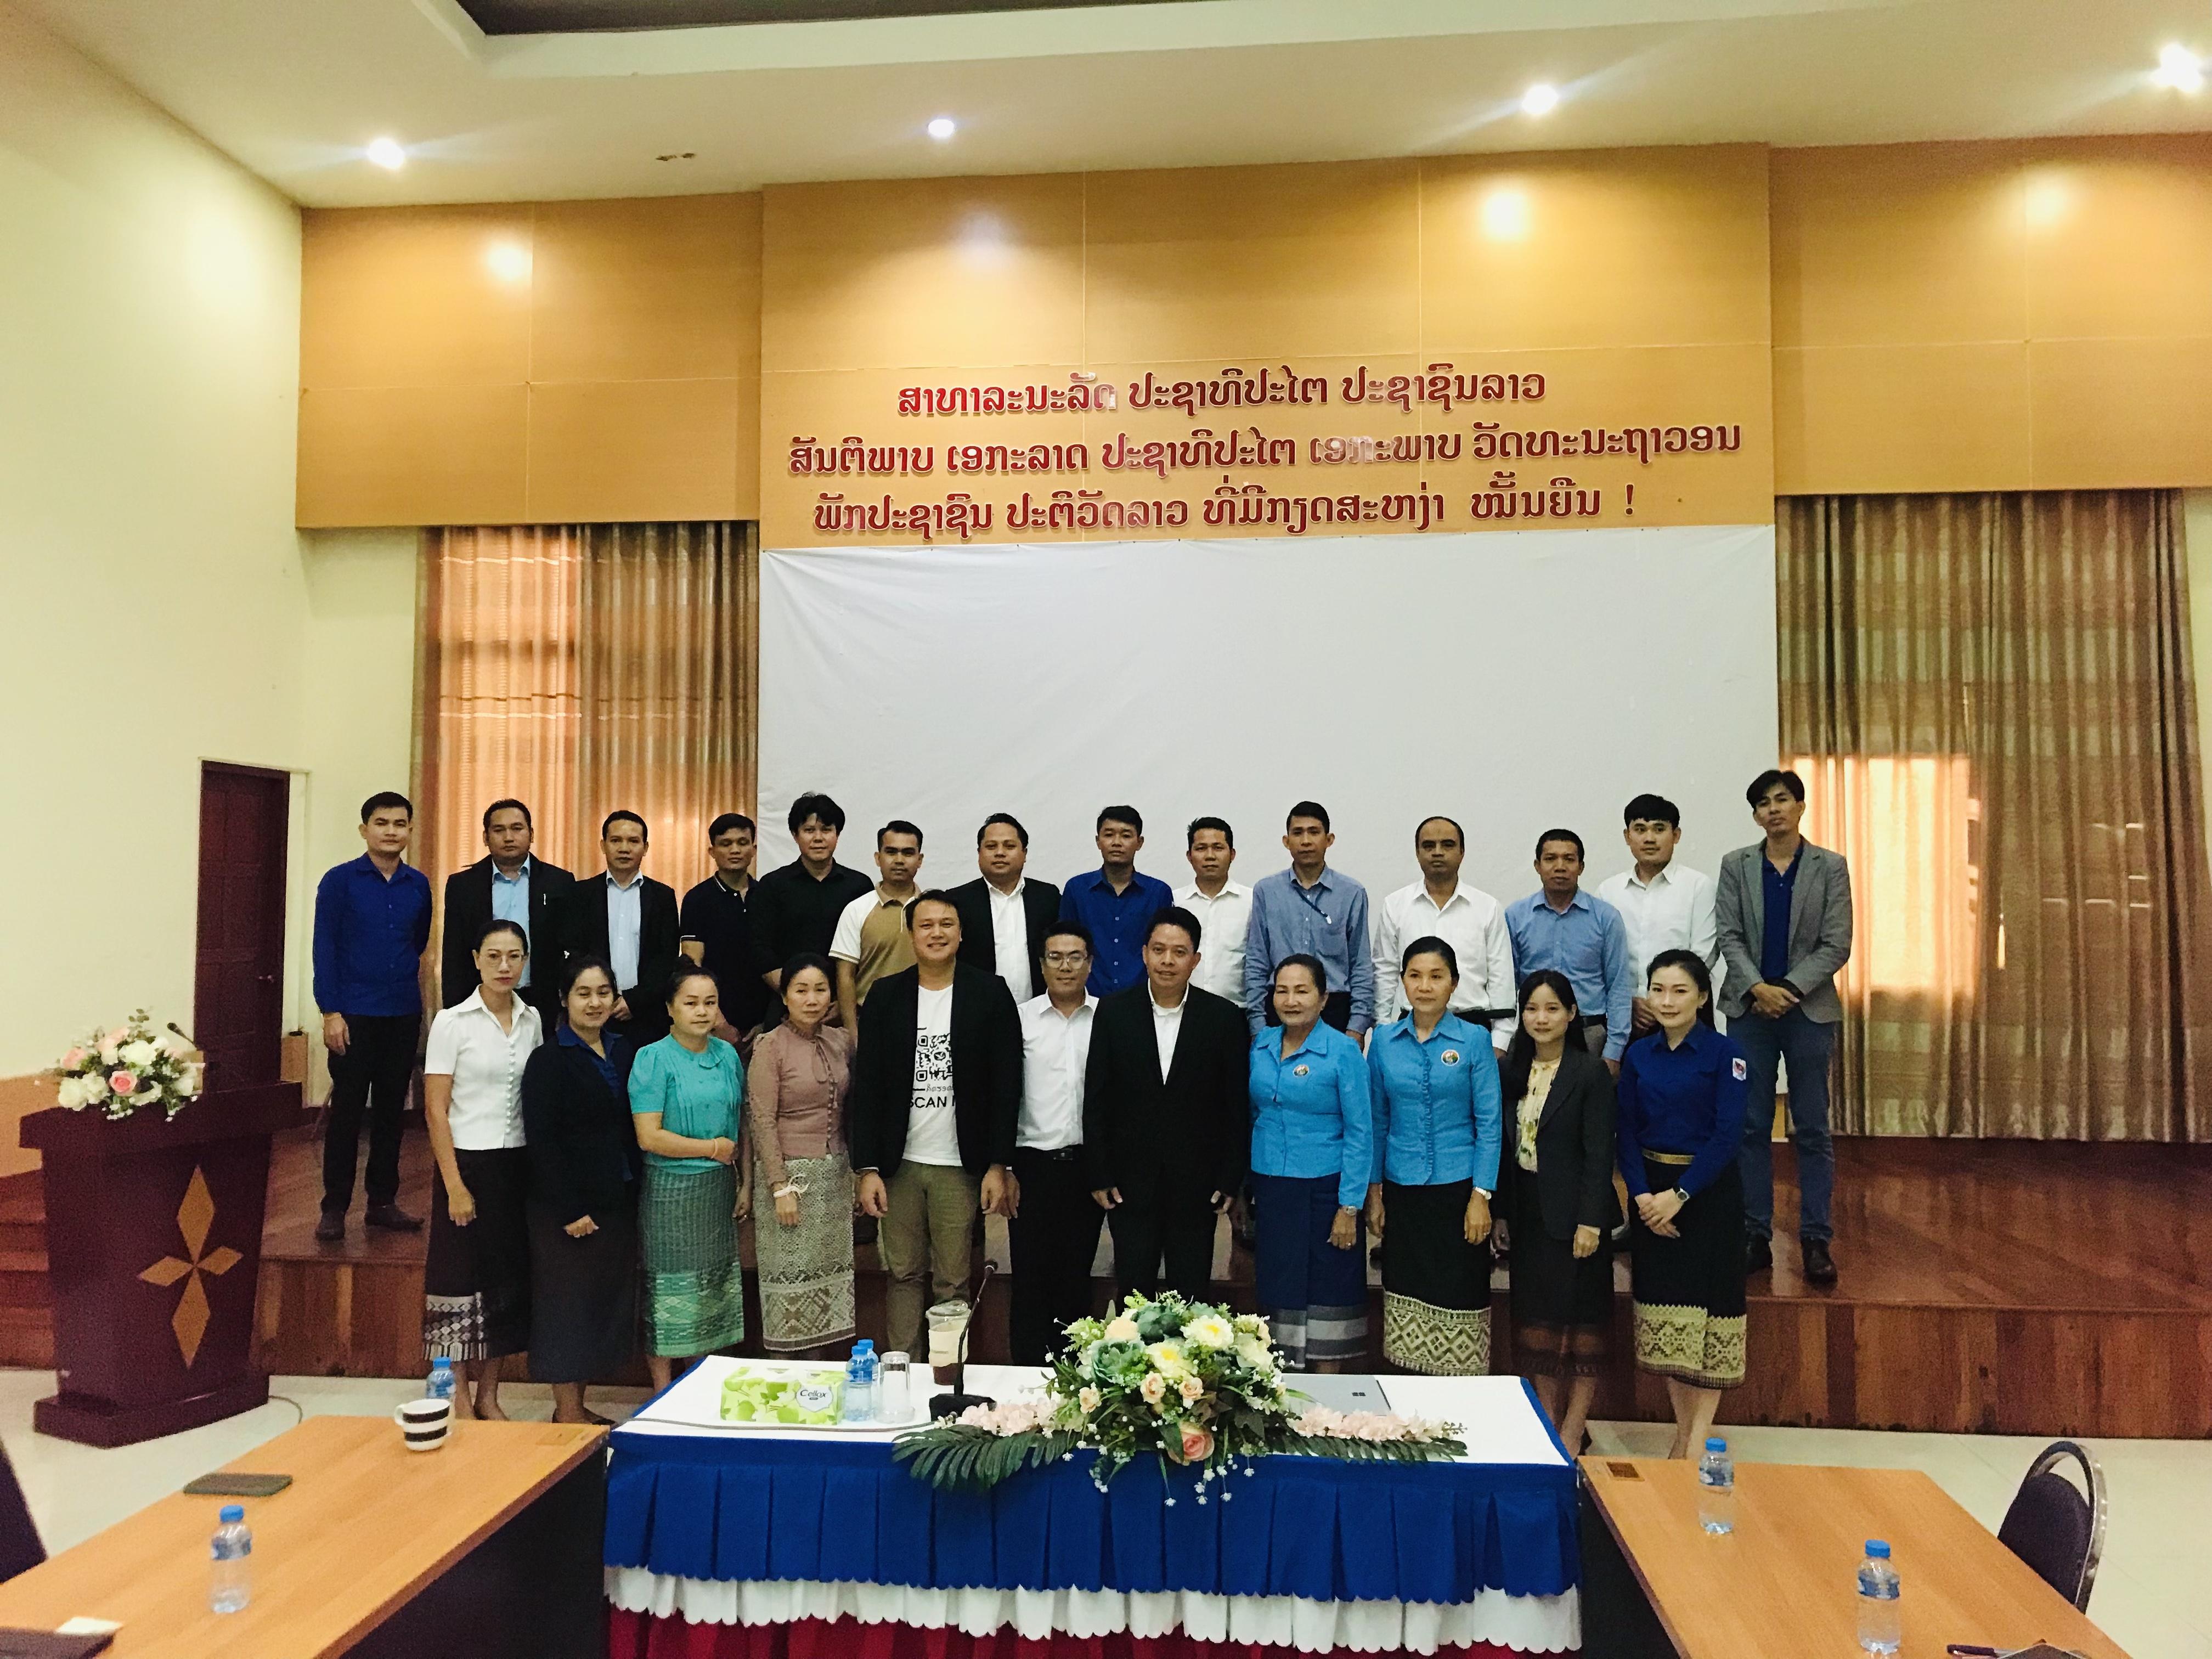 ສາທາລະນະລັດ ປະຊາທິປະໄຕ ປະຊາຊົນລາວ
ສັນຕິພາບ ເອກະລາດ ປະຊາທິປະໄຕ ເອກະພາບ ວັດທະນະຖາວອນ
ພັກປະຊາຊົນ ປະຕິວັດລາວ ທີ່ມີກຽດສະຫງ່າ ໝັ້ນຍືນ !
SCAN
Cellox